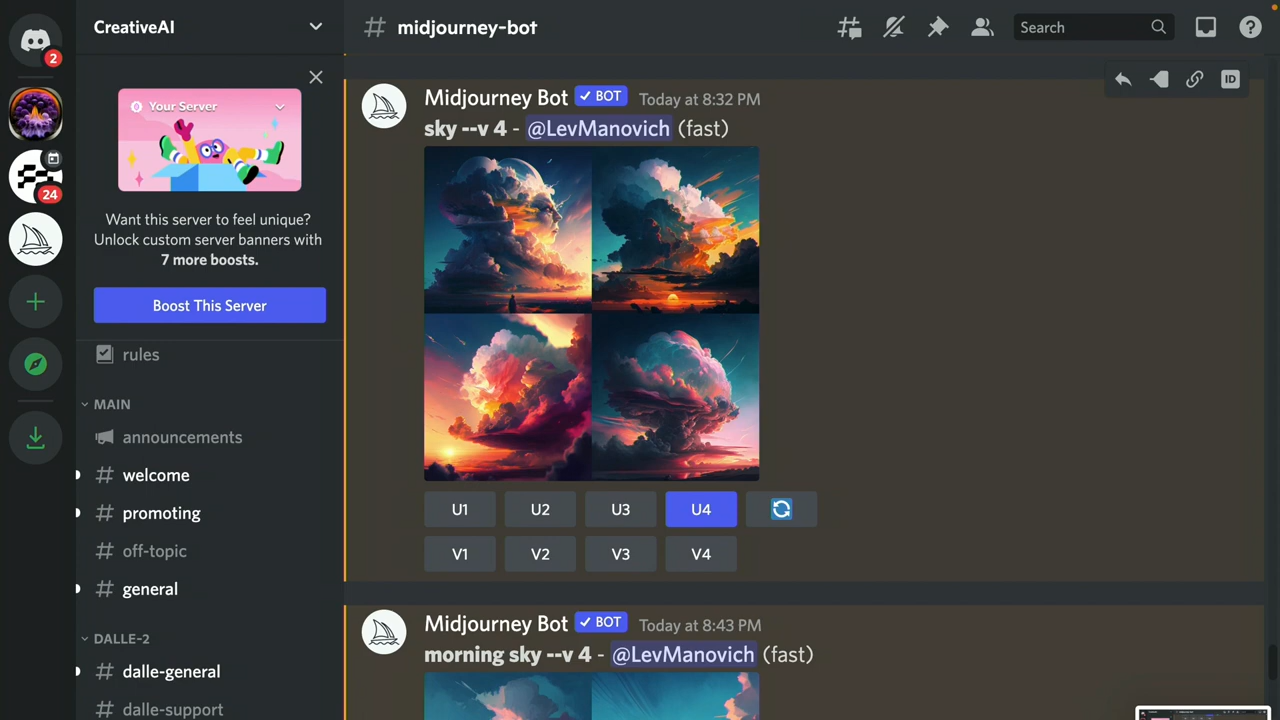 CreativeAI
midjourney-bot
Search
2
24
Your Server
Want this server to feel unique?
Unlock custom server banners with
7 more boosts.
Boost This Server
rules
MAIN
announcements
welcome
promoting
off-topic
general
DALLE-2
dalle-general
dalle-support
ID
Midjourney Bot ✓ BOT Today at 8:32 PM
sky --v 4 - @LevManovich (fast)
U1 U2 U3 U4
V1 V2 V3 V4
Midjourney Bot ✓ BOT Today at 8:43 PM
morning sky --v 4 - @LevManovich (fast)